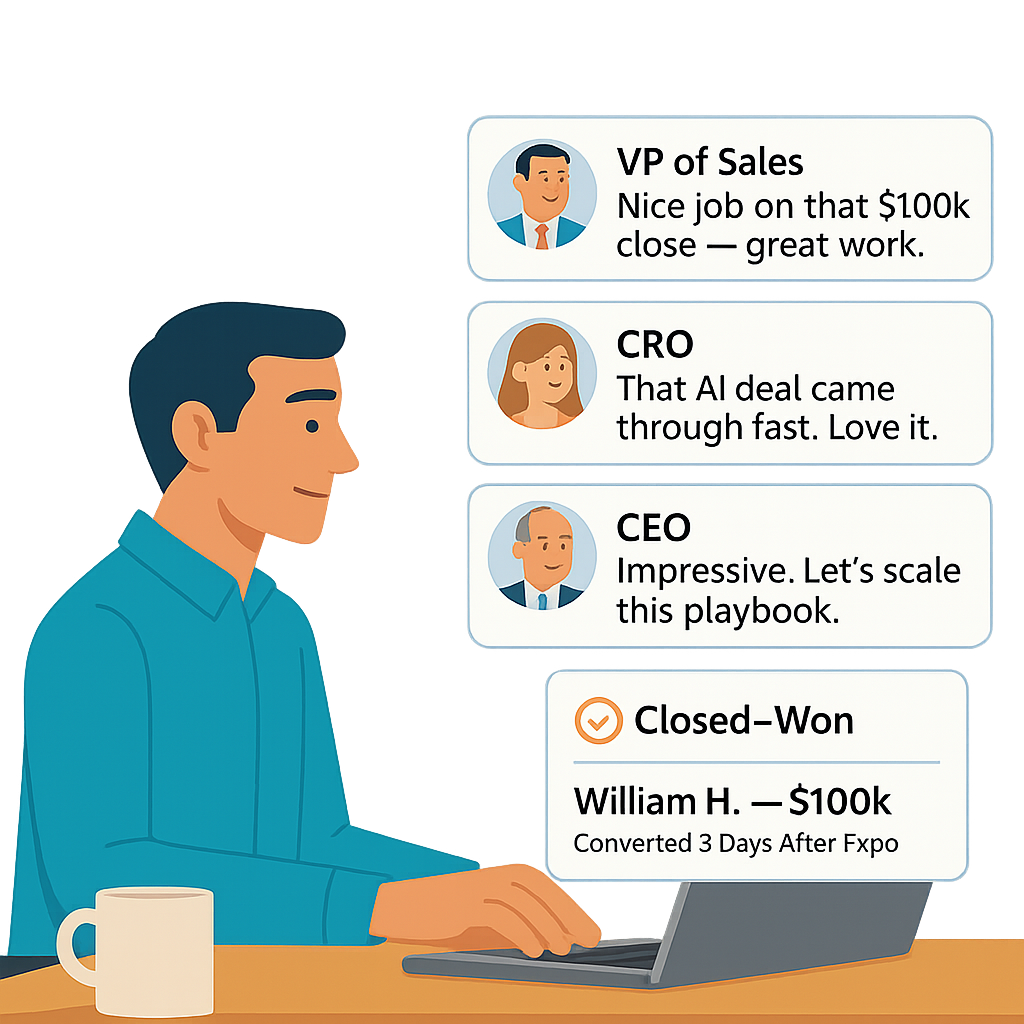 VP of Sales
Nice job on that $100k
close — great work.
CRO
That AI deal came
through fast. Love it.
CEO
Impressive. Let's scale
this playbook.
Closed–Won
William H. — $100k
Converted 3 Days After Fxpo